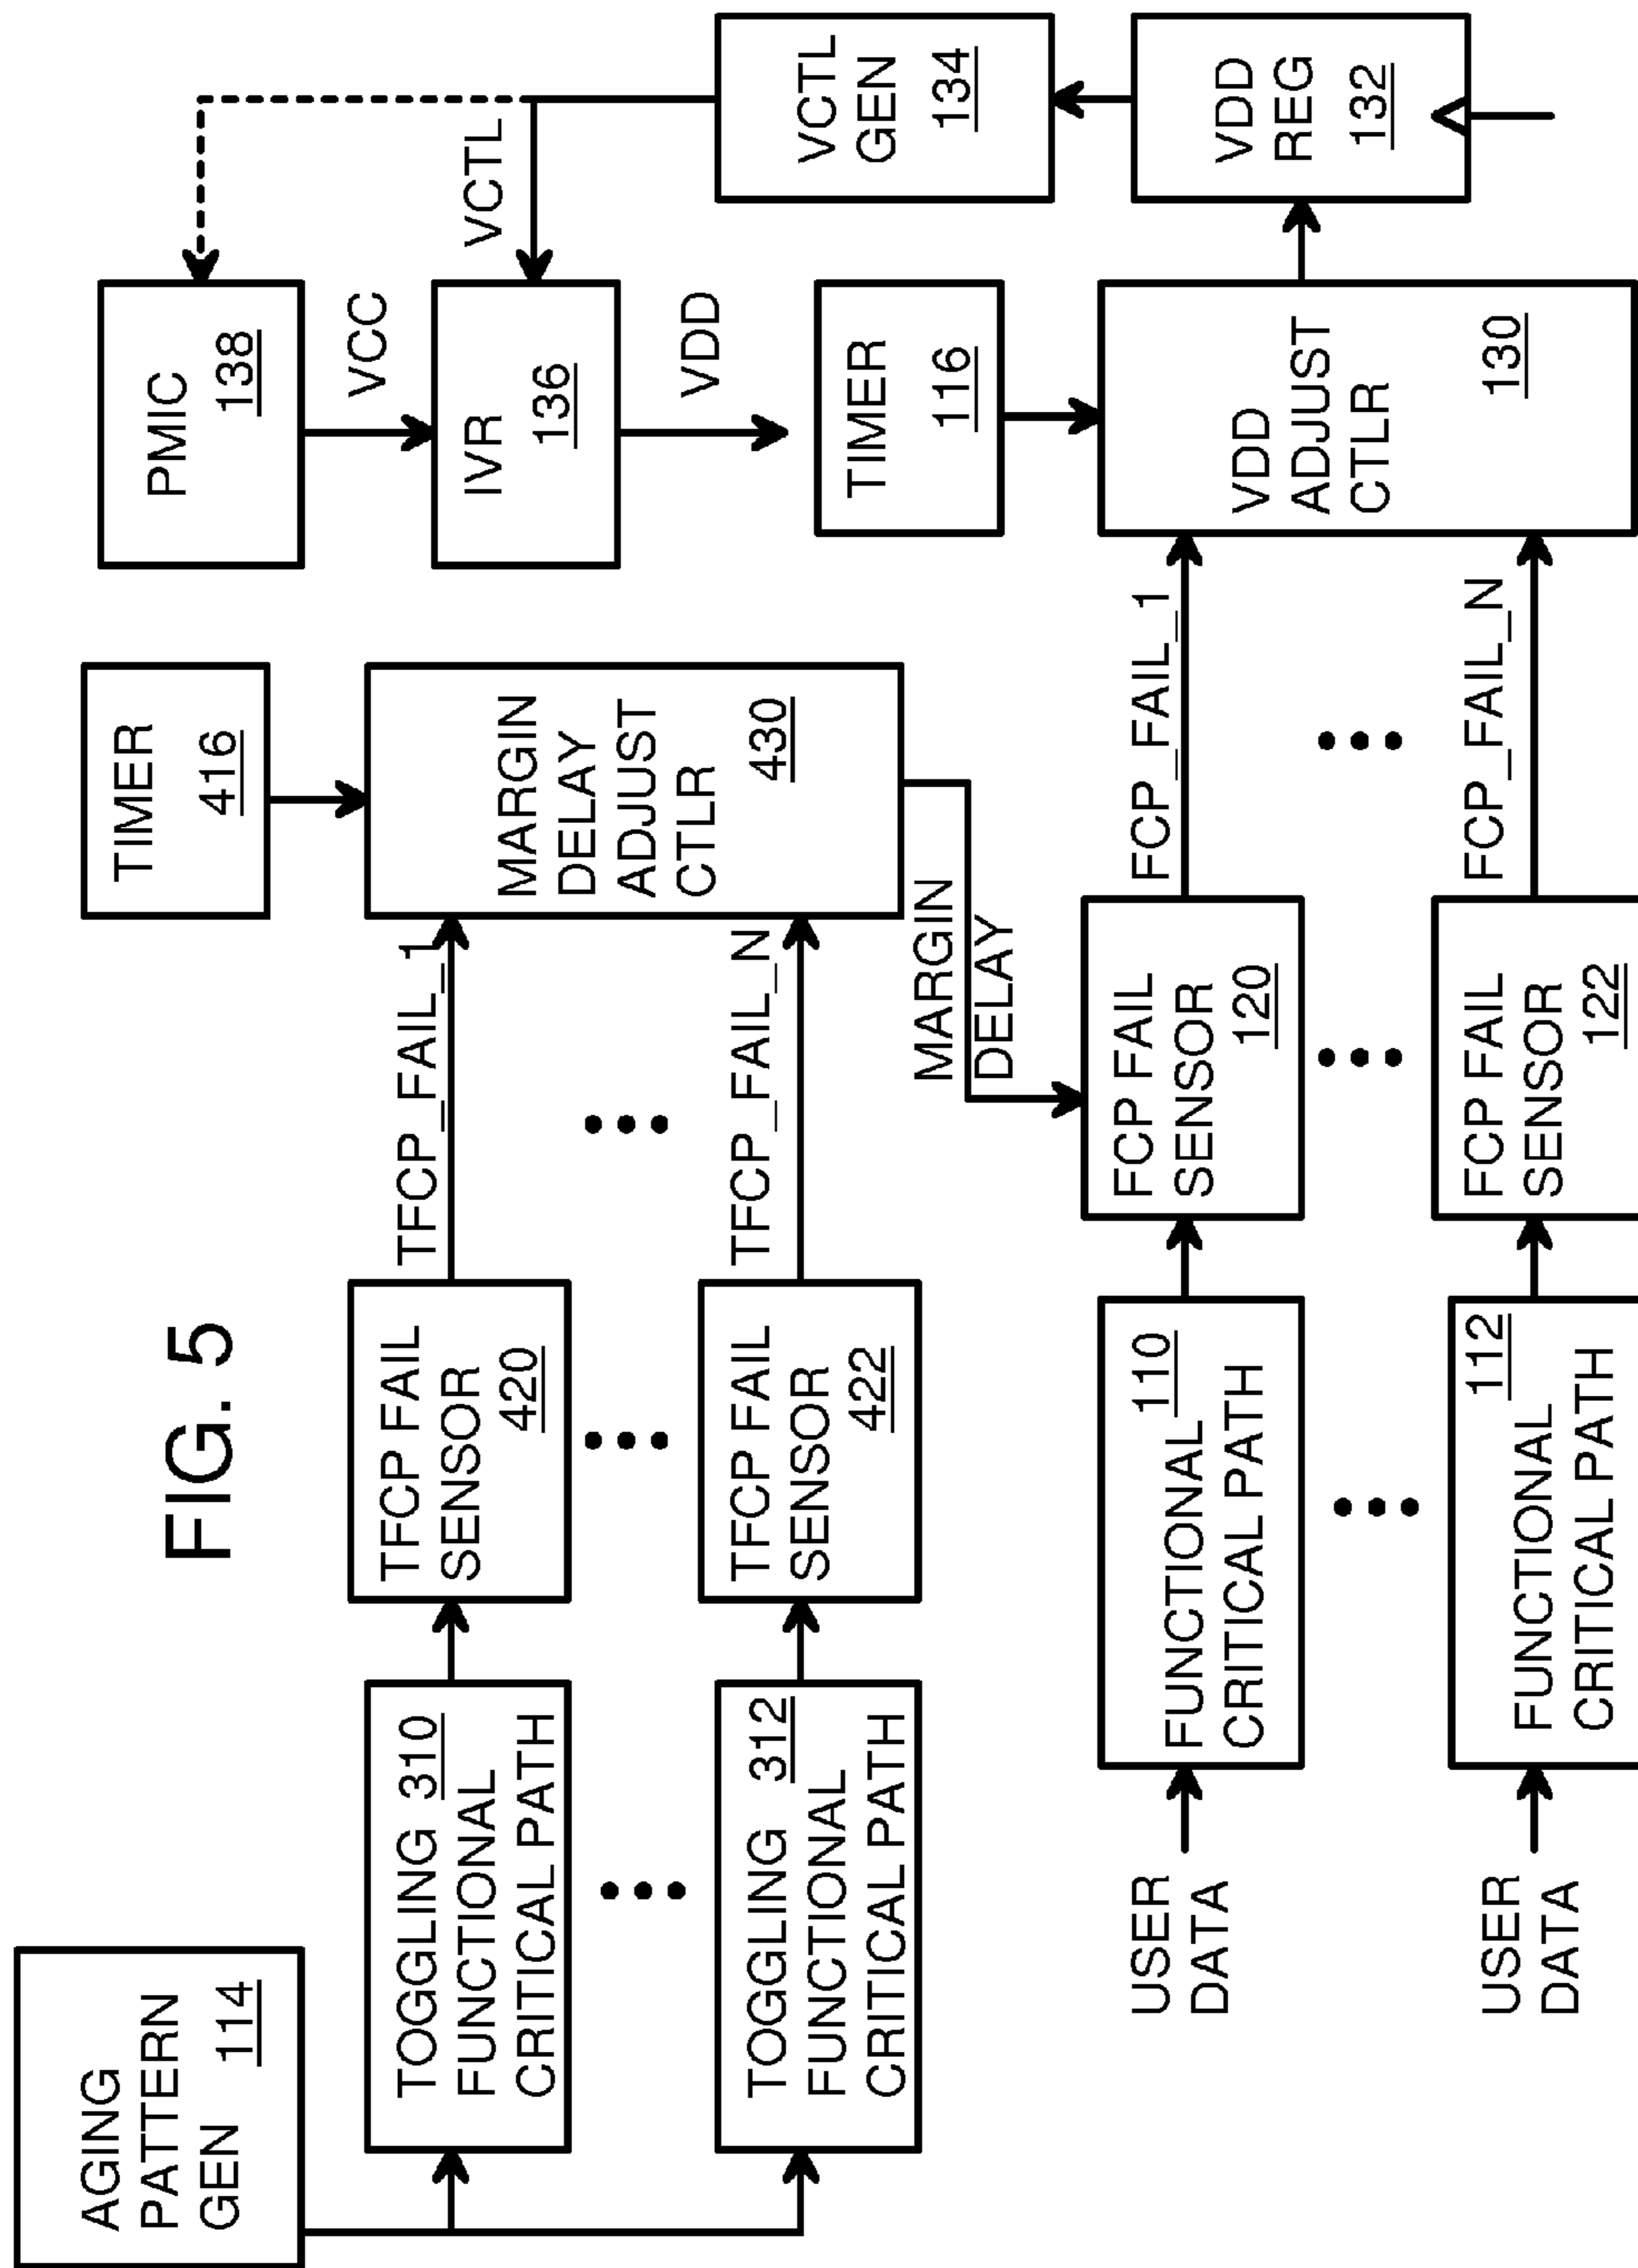 FIG. 5
AGING
PATTERN
GEN 114
TOGGLING 310
FUNCTIONAL
CRITICAL PATH
TFCP FAIL
SENSOR
420
TFCP_FAIL_1
TIMER
416
MARGIN
DELAY
ADJUST
CTLR
430
TOGGLING 312
FUNCTIONAL
CRITICAL PATH
TFCP FAIL
SENSOR
422
TFCP_FAIL_N
MARGIN
DELAY
PMIC
138
VCC
VCTL
IVR
136
VDD
TIMER
116
VCTL
GEN
134
VDD
REG
132
USER
DATA
FUNCTIONAL 110
CRITICAL PATH
FCP FAIL
SENSOR
120
FCP_FAIL_1
VDD
ADJUST
CTLR
130
USER
DATA
112
FUNCTIONAL
CRITICAL PATH
FCP FAIL
SENSOR
122
FCP_FAIL_N